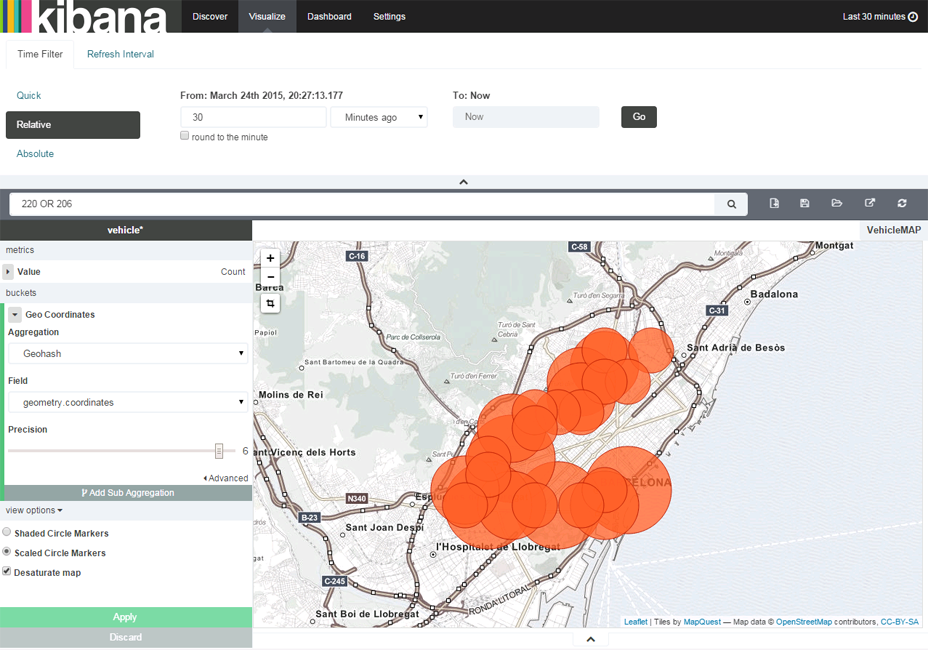 kibana
Discover
Visualize
Dashboard
Settings
Last 30 minutes
Time Filter
Refresh Interval
Quick
Relative
Absolute
From: March 24th 2015, 20:27:13.177
30
Minutes ago
round to the minute
To: Now
Now
Go
220 OR 206
vehicle*
VehicleMAP
metrics
Value
Count
buckets
Geo Coordinates
Aggregation
Geohash
Field
geometry.coordinates
Precision
6
Advanced
Add Sub Aggregation
view options
Shaded Circle Markers
Scaled Circle Markers
Desaturate map
Apply
Discard
+
−
C-16
C-58
Montgat
Montigalà
Badalona
Turó d'en Segarra
C-31
Turó de Sant
Cebrià
Parc de Collserola
Papiol
Sant Bartomeu de la Quadra
Sant Adrià de Besòs
Turó d'en Ferrer
Molins de Rei
ant Vicenç dels Horts
N340
B-23
Sant Joan Despí
l'Hospitalet de Llobregat
ELONA
C-245
Sant Boi de Llobregat
RONDA LITORAL
Leaflet | Tiles by MapQuest — Map data © OpenStreetMap contributors, CC-BY-SA